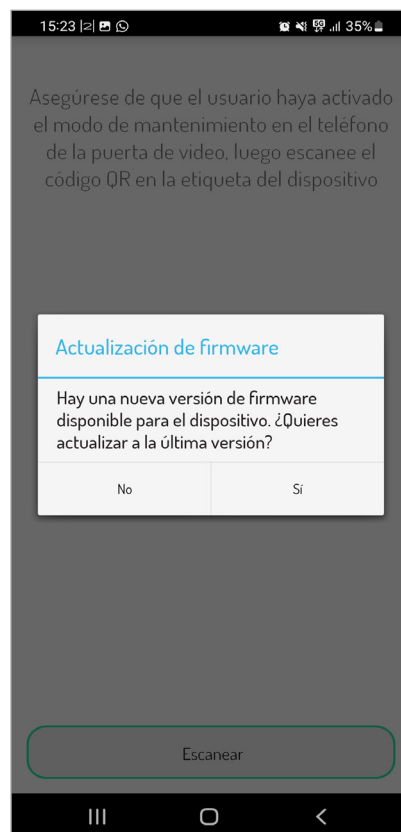 15:23 35%
Asegúrese de que el usuario haya activado
el modo de mantenimiento en el teléfono
de la puerta de video, luego escanee el
código QR en la etiqueta del dispositivo
Actualización de firmware
Hay una nueva versión de firmware
disponible para el dispositivo. ¿Quieres
actualizar a la última versión?
No Sí
Escanear